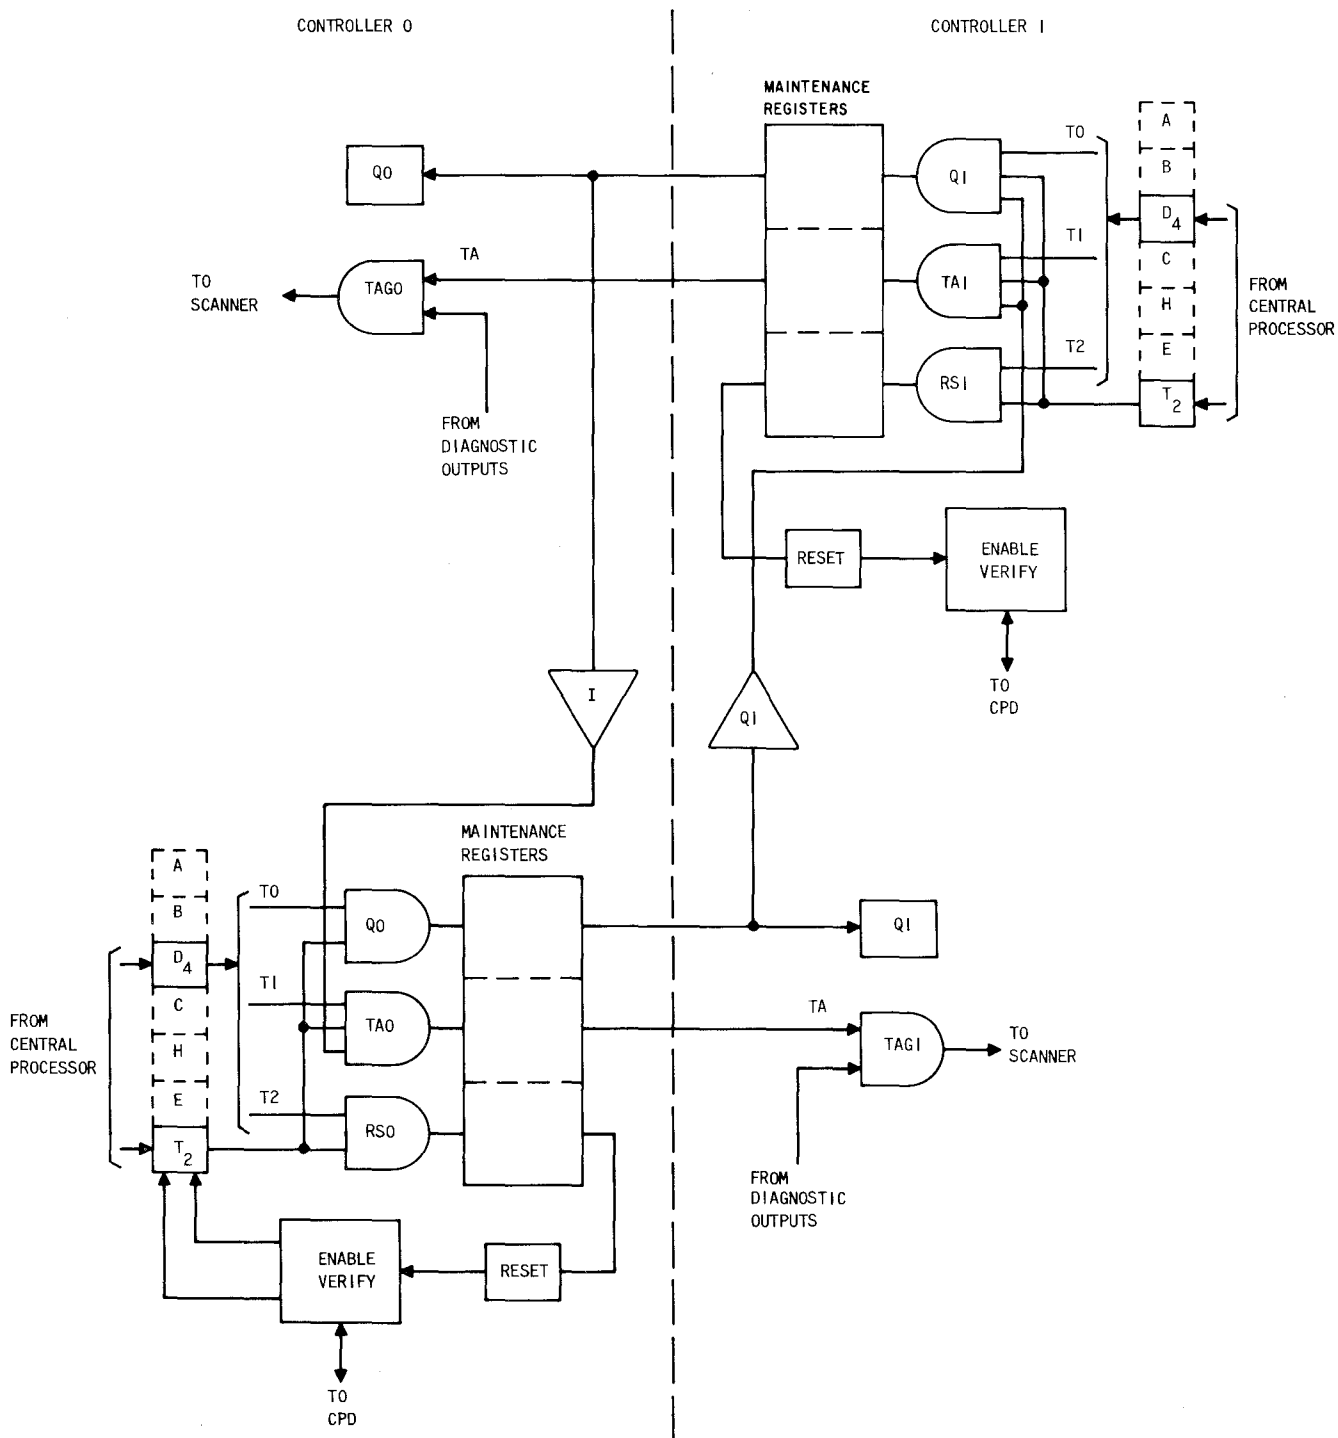 CONTROLLER 0
CONTROLLER 1
MAINTENANCE
REGISTERS
A
B
D4
C
H
E
T2
T0
T1
T2
Q1
TA1
RS1
FROM
CENTRAL
PROCESSOR
Q0
TA
TAG0
TO
SCANNER
FROM
DIAGNOSTIC
OUTPUTS
RESET
ENABLE
VERIFY
TO
CPD
I
Q1
MAINTENANCE
REGISTERS
A
B
D4
C
H
E
T2
T0
T1
T2
Q0
TA0
RS0
FROM
CENTRAL
PROCESSOR
Q1
TA
TAG1
TO
SCANNER
FROM
DIAGNOSTIC
OUTPUTS
ENABLE
VERIFY
RESET
TO
CPD